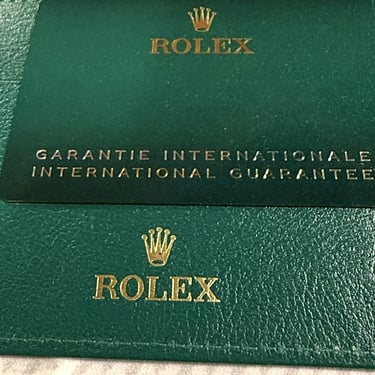 ROLEX
GARANTIE INTERNATIONALE
INTERNATIONAL GUARANTEE
ROLEX